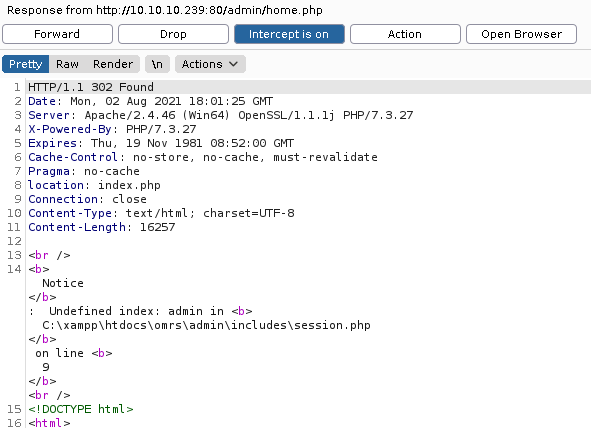 Response from http://10.10.10.239:80/admin/home.php
Forward Drop Intercept is on Action Open Browser
Pretty Raw Render \n Actions
1 HTTP/1.1 302 Found
2 Date: Mon, 02 Aug 2021 18:01:25 GMT
3 Server: Apache/2.4.46 (Win64) OpenSSL/1.1.1j PHP/7.3.27
4 X-Powered-By: PHP/7.3.27
5 Expires: Thu, 19 Nov 1981 08:52:00 GMT
6 Cache-Control: no-store, no-cache, must-revalidate
7 Pragma: no-cache
8 location: index.php
9 Connection: close
10 Content-Type: text/html; charset=UTF-8
11 Content-Length: 16257
12
13 <br />
14 <b>
Notice
</b>
:  Undefined index: admin in <b>
C:\xampp\htdocs\omrs\admin\includes\session.php
</b>
on line <b>
9
</b>
<br />
15 <!DOCTYPE html>
16 <html>